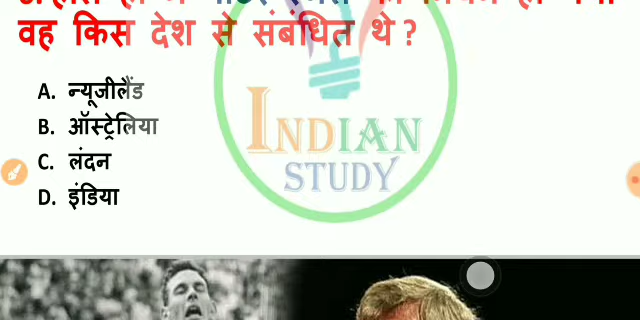 वह किस देश से संबंधित थे ?
A. न्यूजीलैंड
B. ऑस्ट्रेलिया
C. लंदन
D. इंडिया
INDIAN
STUDY